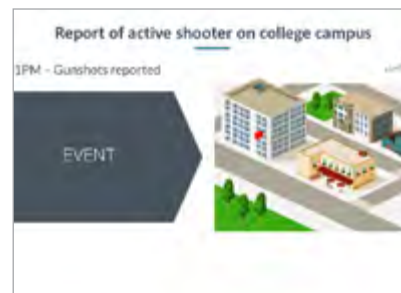 Report of active shooter on college campus
1PM – Gunshots reported
EVENT